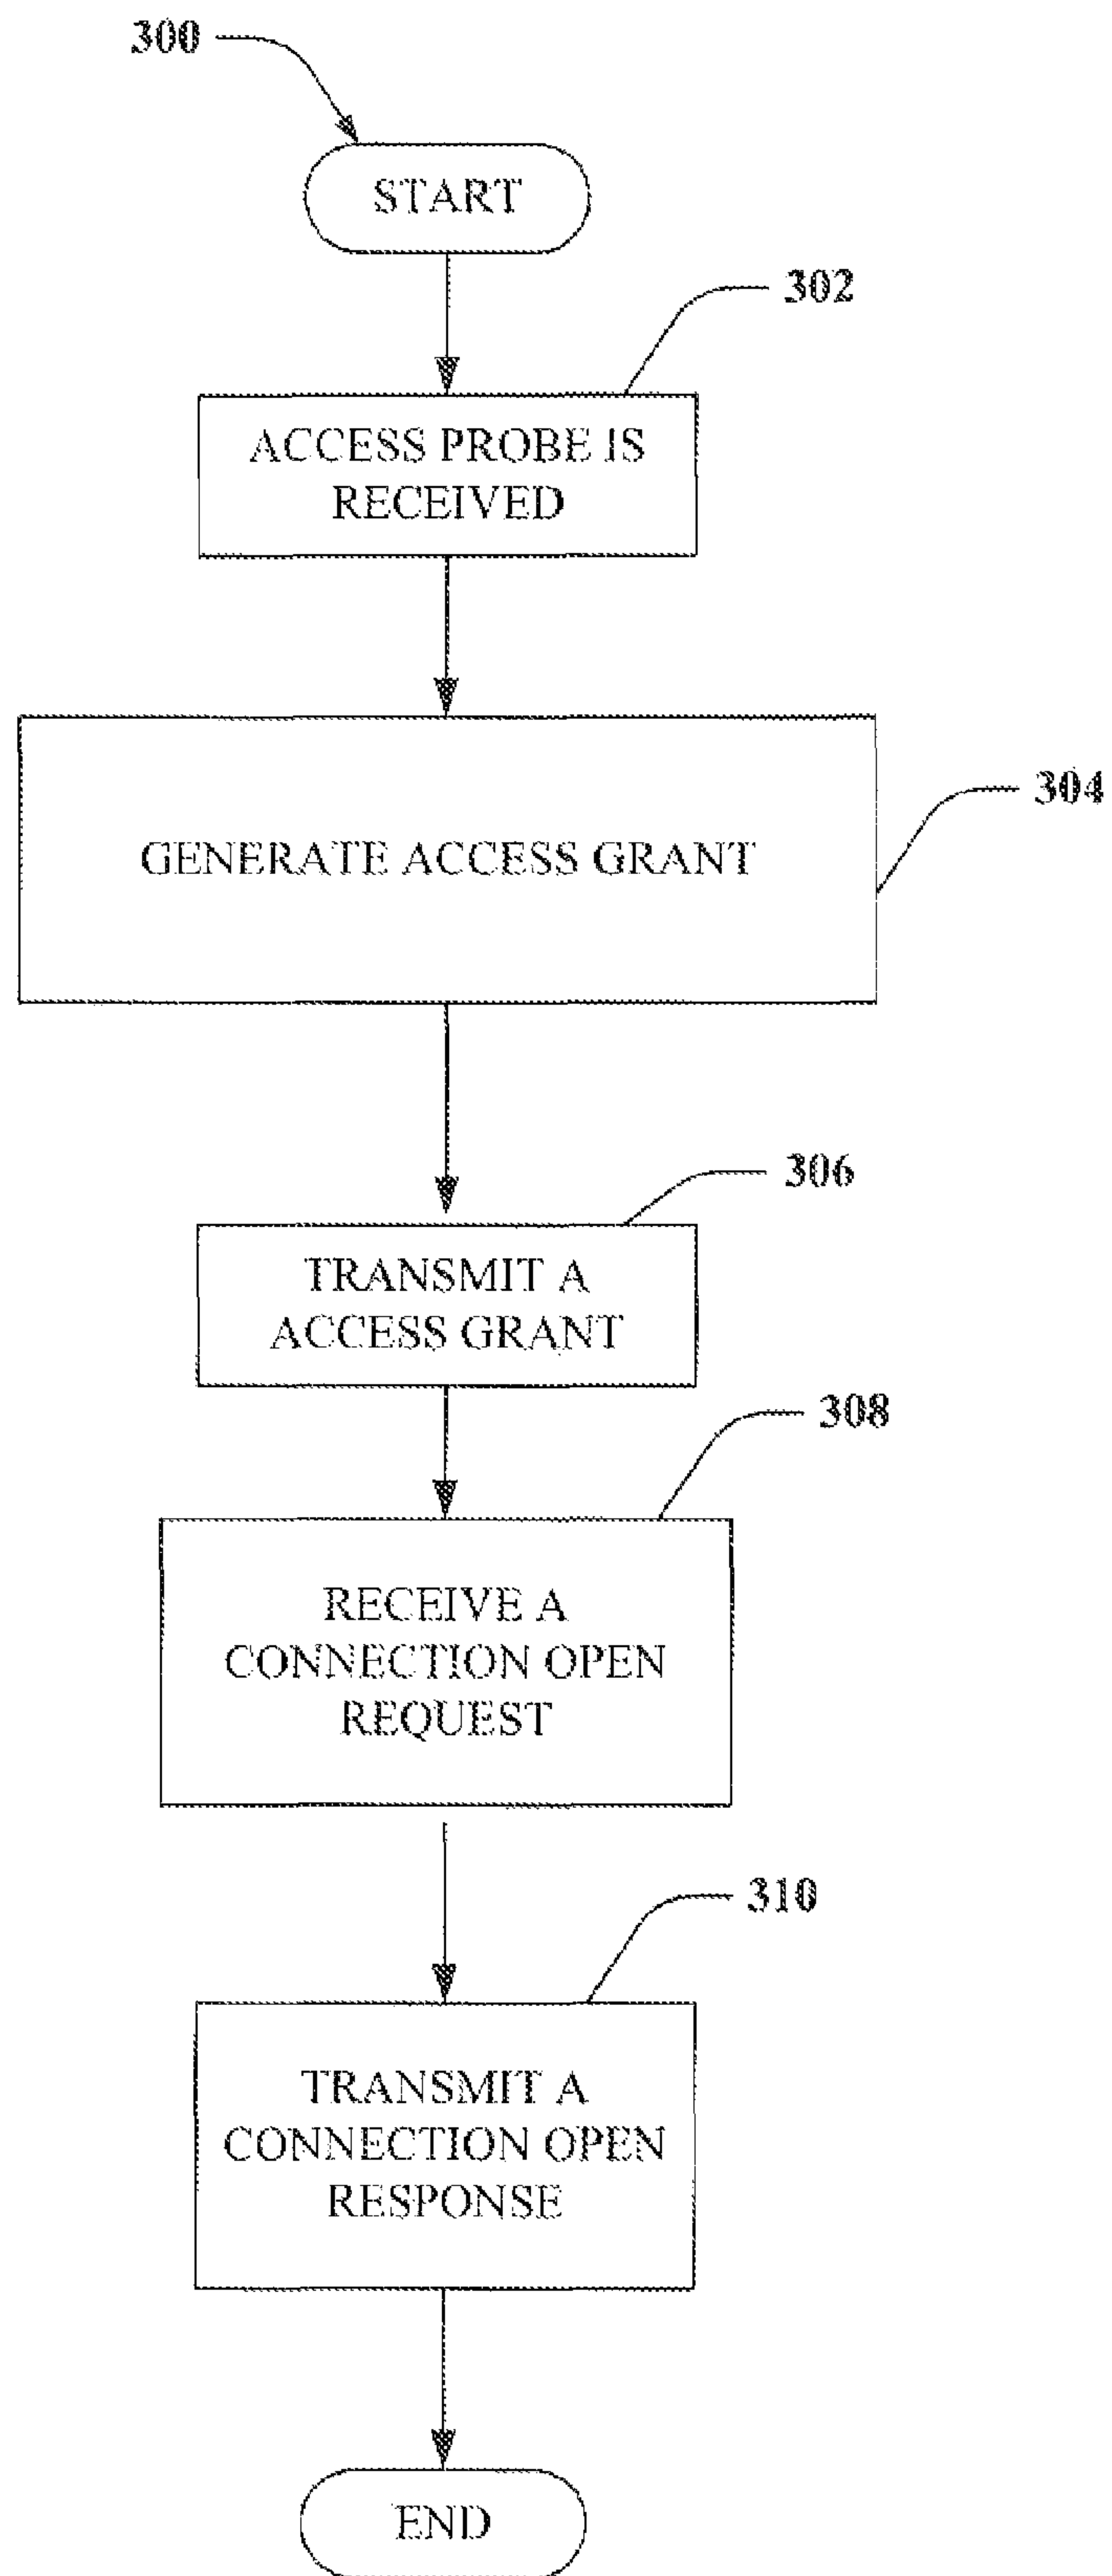 300
START
302
ACCESS PROBE IS
RECEIVED
304
GENERATE ACCESS GRANT
306
TRANSMIT A
ACCESS GRANT
308
RECEIVE A
CONNECTION OPEN
REQUEST
310
TRANSMIT A
CONNECTION OPEN
RESPONSE
END